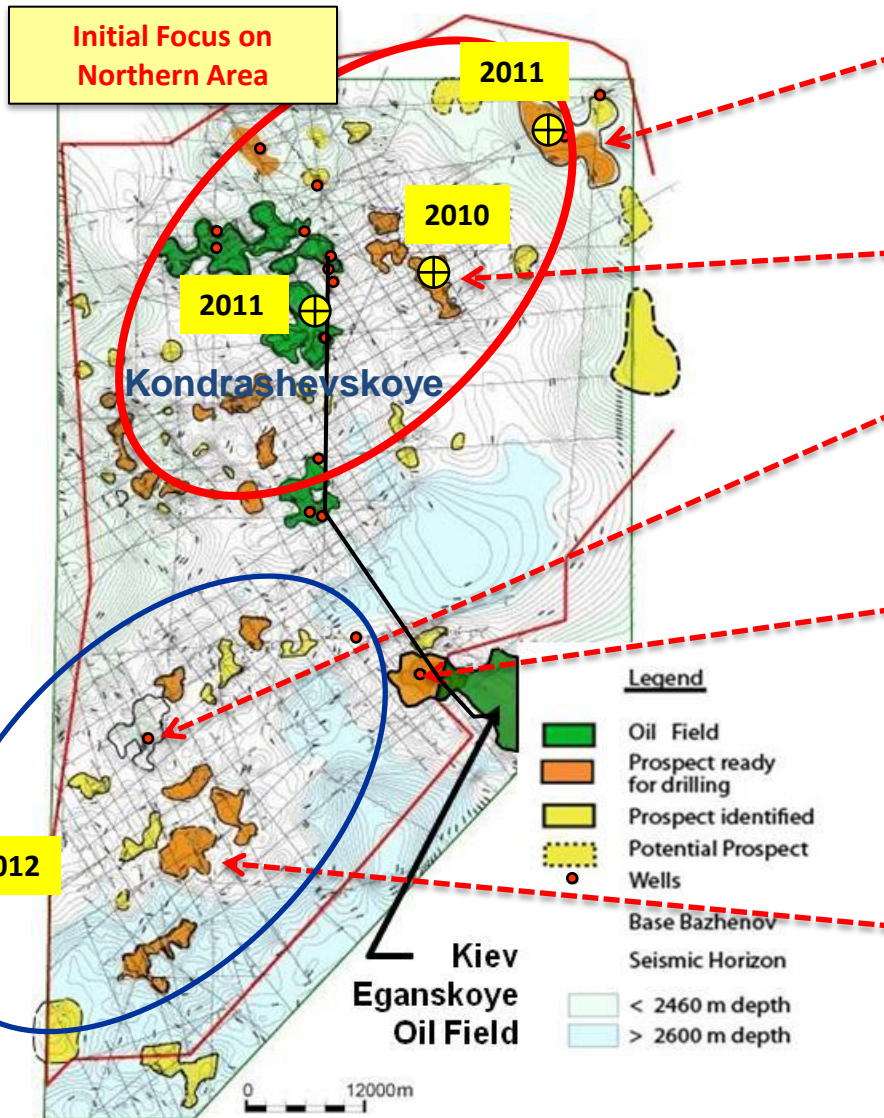 Initial Focus on
Northern Area
2011
2010
2011
Kondrashevskoye
Legend
Oil Field
Prospect ready
for drilling
Prospect identified
Potential Prospect
Wells
Base Bazhenov
Seismic Horizon
< 2460 m depth
> 2600 m depth
012
Kiev
Eganskoye
Oil Field
0 12000m